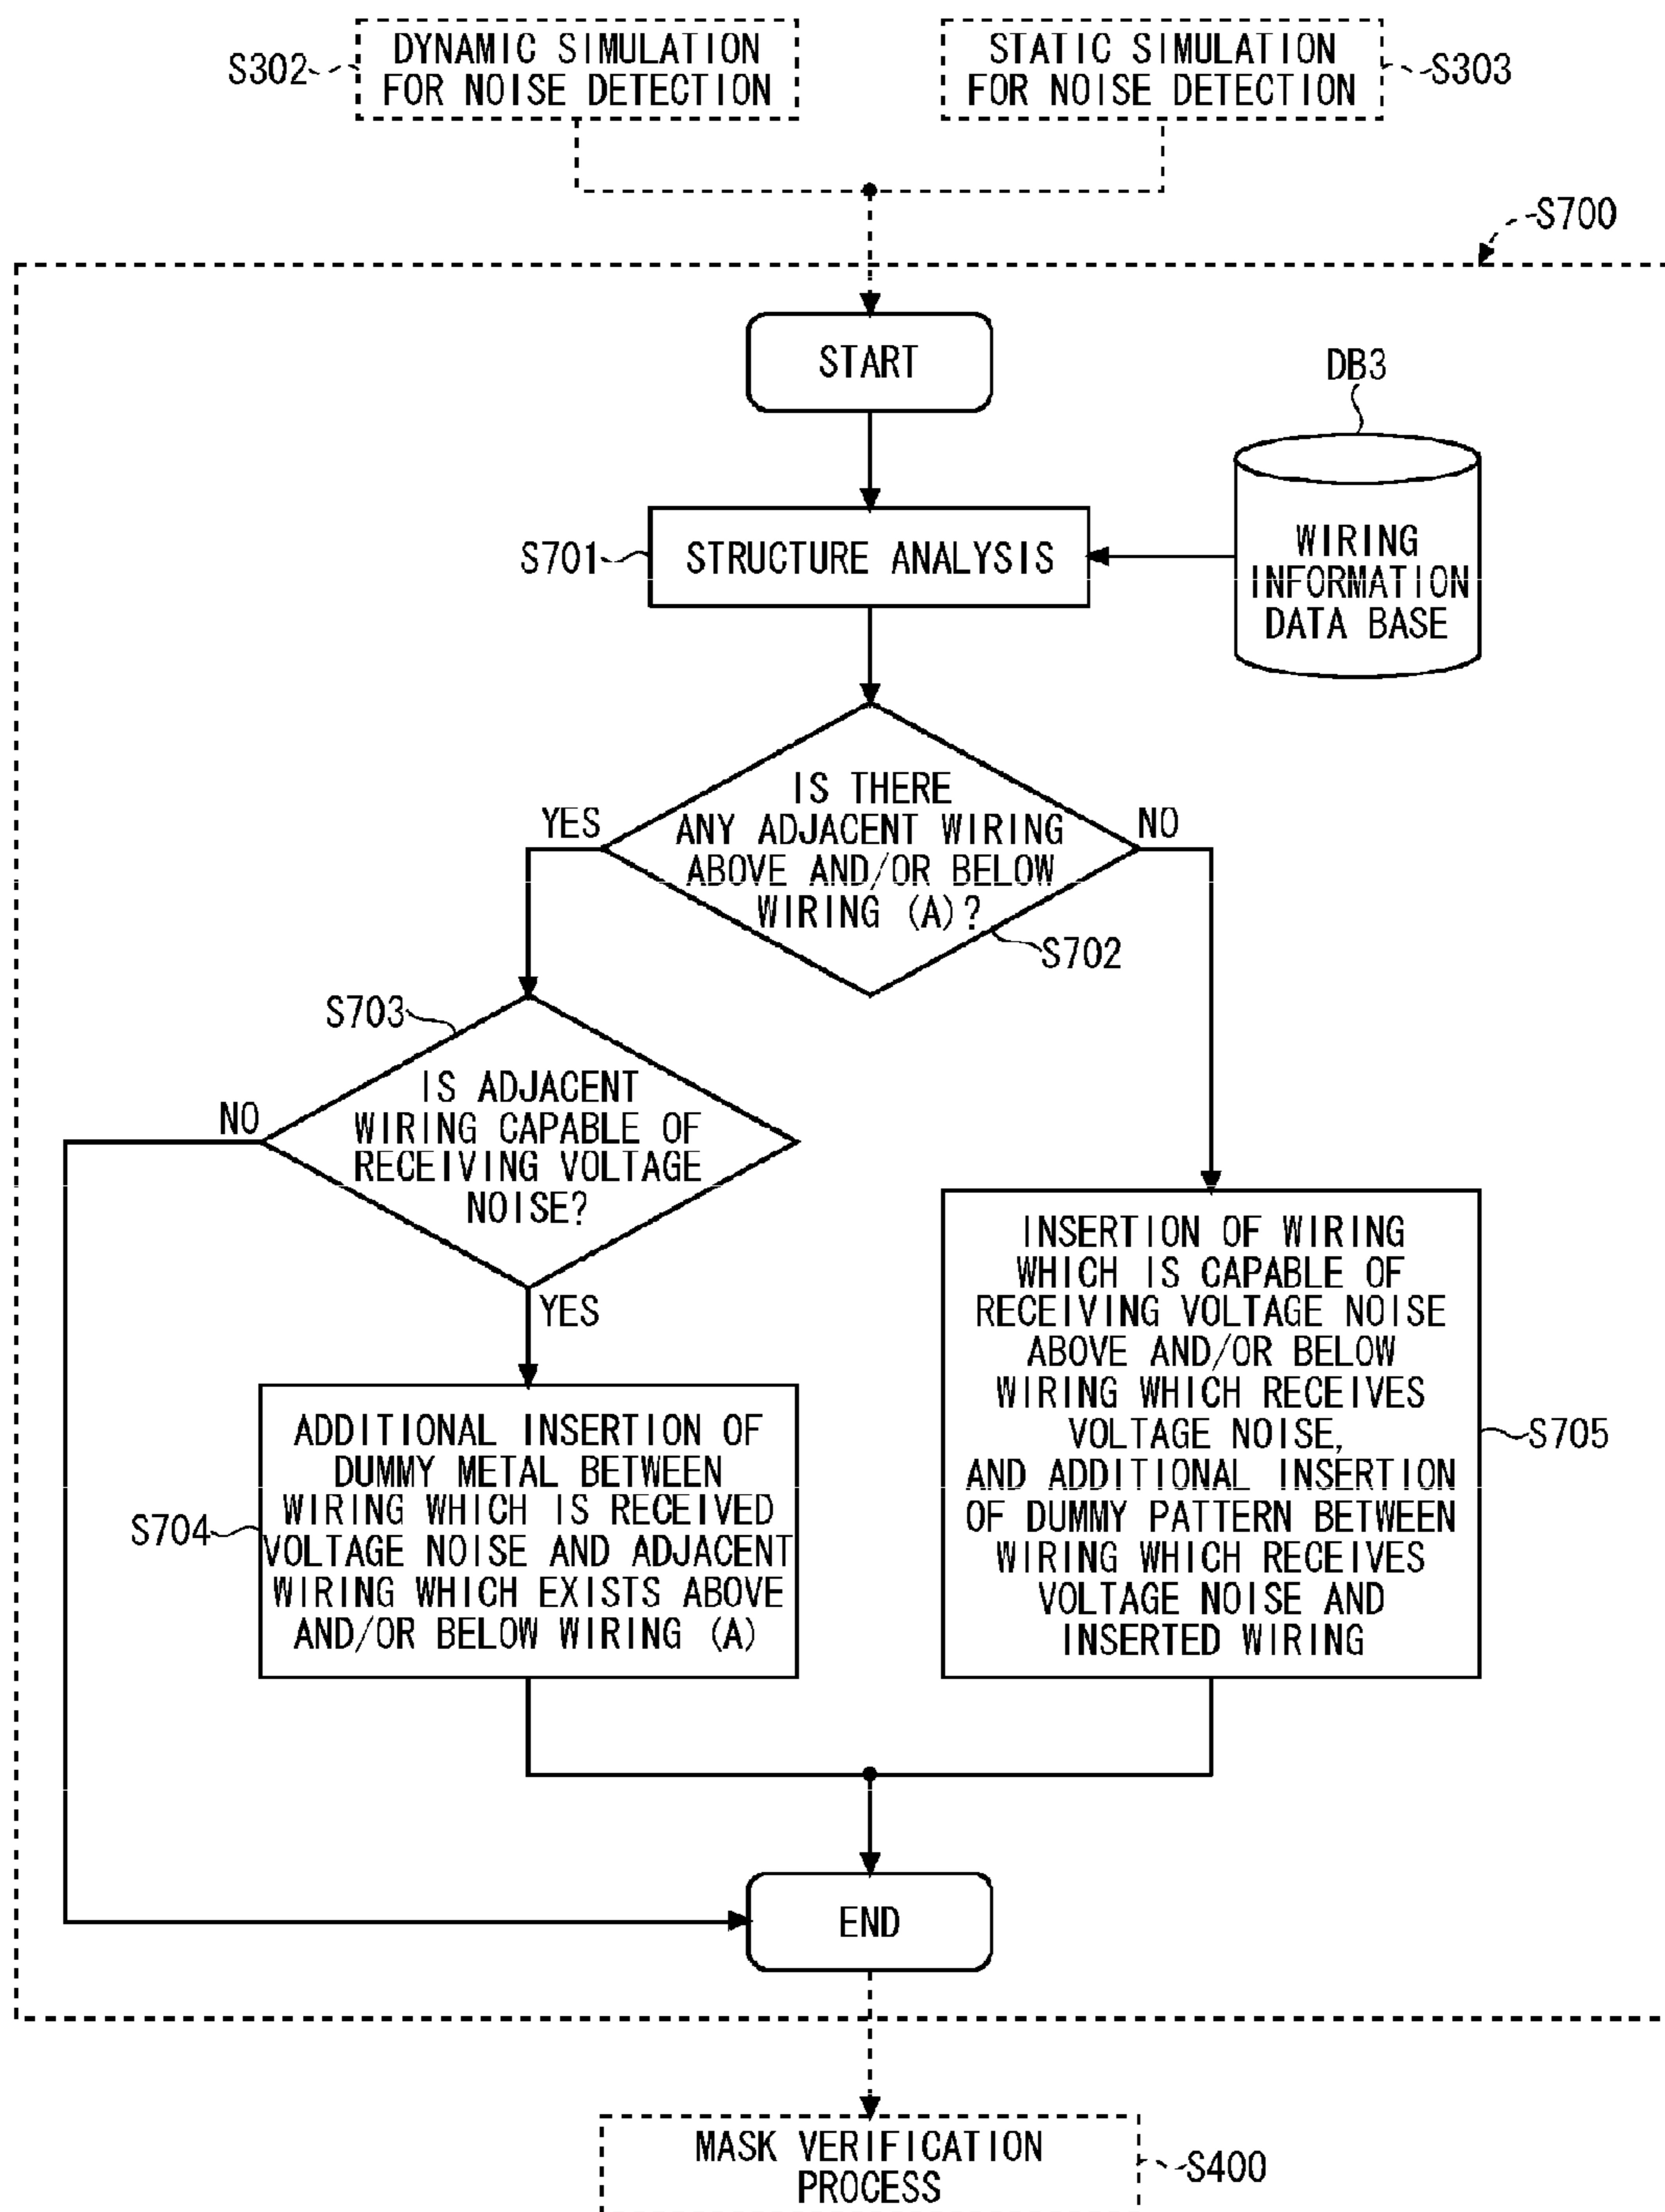 S302
DYNAMIC SIMULATION
FOR NOISE DETECTION
STATIC SIMULATION
FOR NOISE DETECTION
S303
S700
START
DB3
S701
STRUCTURE ANALYSIS
WIRING
INFORMATION
DATA BASE
IS THERE
ANY ADJACENT WIRING
ABOVE AND/OR BELOW
WIRING (A)?
YES
NO
S702
S703
IS ADJACENT
WIRING CAPABLE OF
RECEIVING VOLTAGE
NOISE?
NO
YES
S704
ADDITIONAL INSERTION OF
DUMMY METAL BETWEEN
WIRING WHICH IS RECEIVED
VOLTAGE NOISE AND ADJACENT
WIRING WHICH EXISTS ABOVE
AND/OR BELOW WIRING (A)
INSERTION OF WIRING
WHICH IS CAPABLE OF
RECEIVING VOLTAGE NOISE
ABOVE AND/OR BELOW
WIRING WHICH RECEIVES
VOLTAGE NOISE,
AND ADDITIONAL INSERTION
OF DUMMY PATTERN BETWEEN
WIRING WHICH RECEIVES
VOLTAGE NOISE AND
INSERTED WIRING
S705
END
MASK VERIFICATION
PROCESS
S400